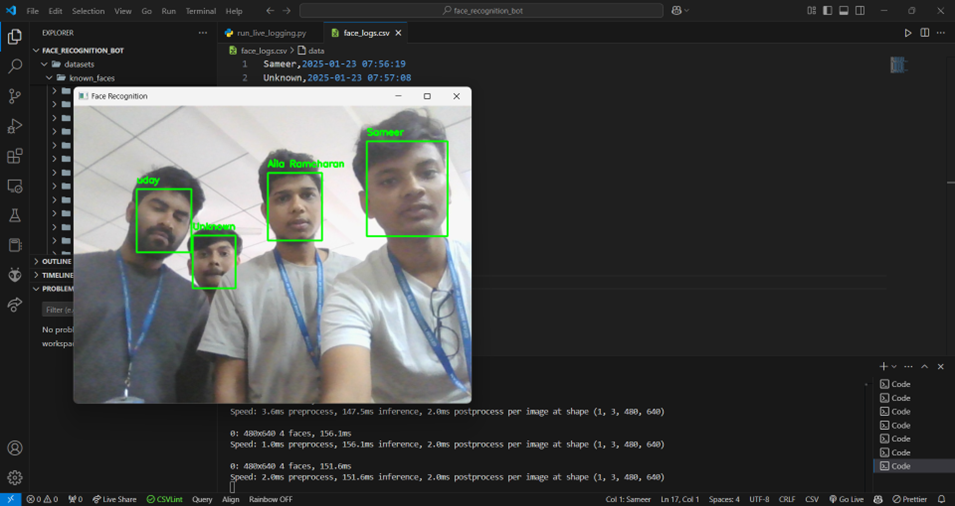 File Edit Selection View Go Run Terminal Help
face_recognition_bot
EXPLORER
run_live_logging.py
face_logs.csv
FACE_RECOGNITION_BOT
face_logs.csv > data
datasets
1 Sameer,2025-01-23 07:56:19
known_faces
2 Unknown,2025-01-23 07:57:08
Face Recognition
Sameer
uday
Unknown
OUTLINE
TIMELINE
PROBLEM
Filter (e.
No prob
workspa
Code
Code
Code
Code
Code
Code
Code
Speed: 3.6ms preprocess, 147.5ms inference, 2.0ms postprocess per image at shape (1, 3, 480, 640)
0: 480x640 4 faces, 156.1ms
Speed: 1.0ms preprocess, 156.1ms inference, 2.0ms postprocess per image at shape (1, 3, 480, 640)
0: 480x640 4 faces, 151.6ms
Speed: 2.0ms preprocess, 151.6ms inference, 2.0ms postprocess per image at shape (1, 3, 480, 640)
0 0 0 Live Share CSVLint Query Align Rainbow OFF
Col 1: Sameer Ln 17, Col 1 Spaces: 4 UTF-8 CRLF CSV Go Live Prettier